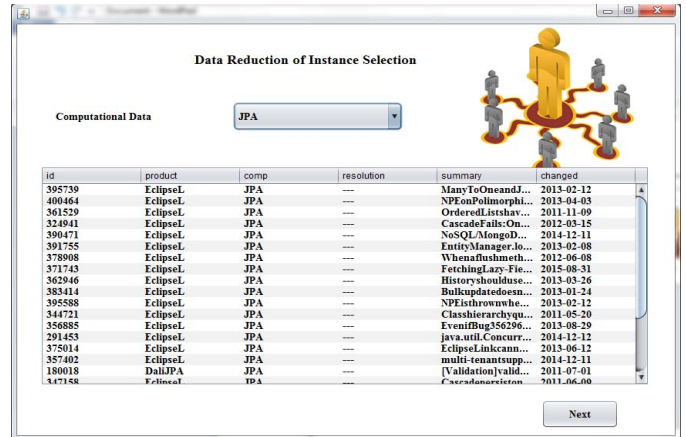 Document - WordPad
Data Reduction of Instance Selection
Computational Data JPA
id product comp resolution summary changed
395739 EclipseL JPA --- ManyToOneandJ... 2013-02-12
400464 EclipseL JPA --- NPEonPolimorphi... 2013-04-03
361529 EclipseL JPA --- OrderedListshav... 2011-11-09
324941 EclipseL JPA --- CascadeFails:On... 2012-03-15
390471 EclipseL JPA --- NoSQL/MongoD... 2014-12-11
391755 EclipseL JPA --- EntityManager.lo... 2013-02-08
378908 EclipseL JPA --- Whenaflushmeth... 2012-06-08
371743 EclipseL JPA --- FetchingLazy-Fie... 2015-08-31
362946 EclipseL JPA --- Historyshoulduse... 2013-03-26
383414 EclipseL JPA --- Bulkupdatedoesn... 2013-01-24
395588 EclipseL JPA --- NPEisthrownwhe... 2013-02-12
344721 EclipseL JPA --- Classhierarchyqu... 2011-05-20
356885 EclipseL JPA --- EvenifBug356296... 2013-08-29
291453 EclipseL JPA --- java.util.Concurr... 2014-12-12
375014 EclipseL JPA --- EclipseLinkcann... 2013-06-12
357402 EclipseL JPA --- multi-tenantsupp... 2014-12-11
180018 DaliJPA JPA --- [Validation]valid... 2011-07-01
347158 EclipseL JPA --- Cascadepersiston... 2011-06-09
Next